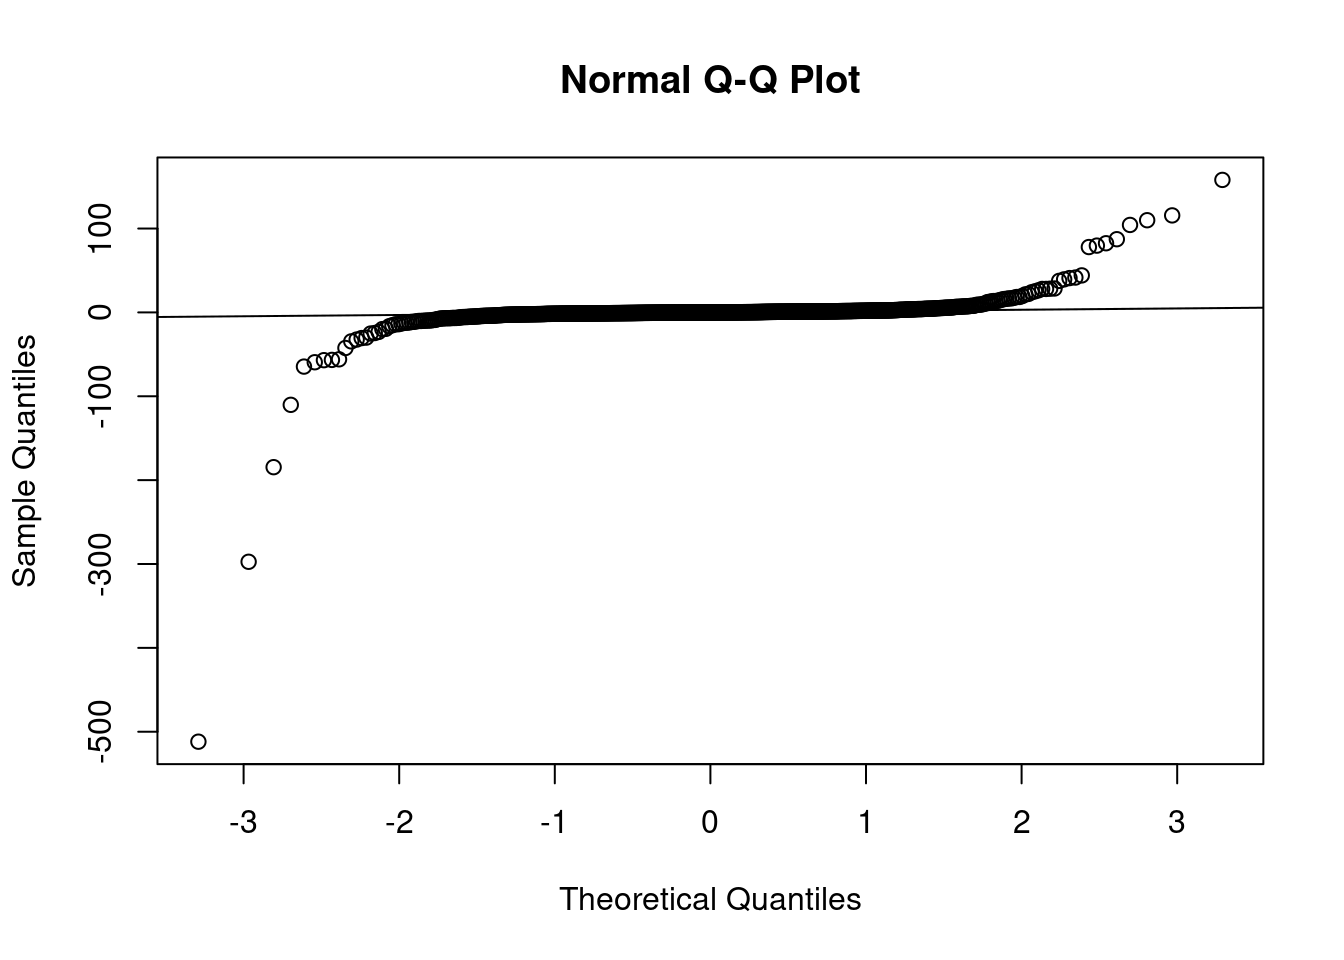 Normal Q-Q Plot
Sample Quantiles
100
0
-100
-300
-500
-3 -2 -1 0 1 2 3
Theoretical Quantiles